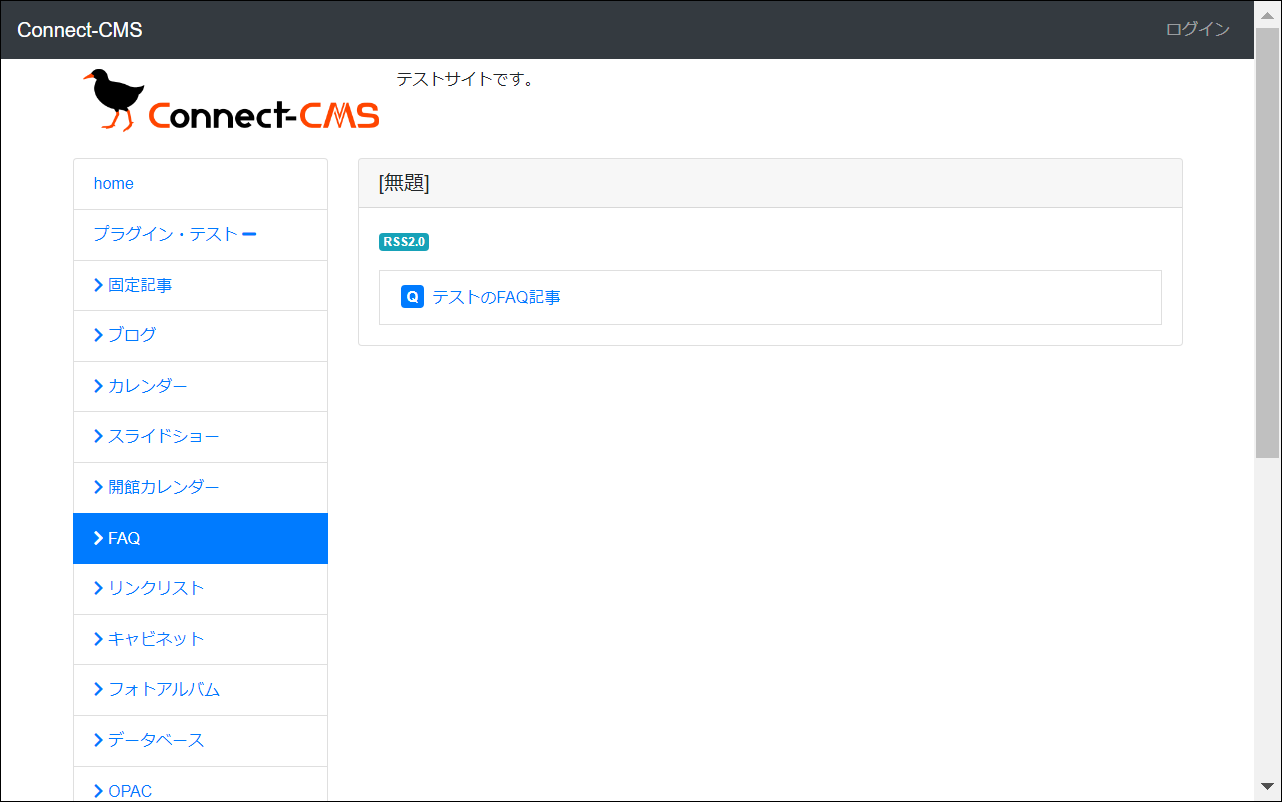 Connect-CMS
ログイン
Connect-CMS
テストサイトです。
home
プラグイン・テスト
固定記事
ブログ
カレンダー
スライドショー
開館カレンダー
FAQ
リンクリスト
キャビネット
フォトアルバム
データベース
OPAC
[無題]
RSS2.0
Q テストのFAQ記事